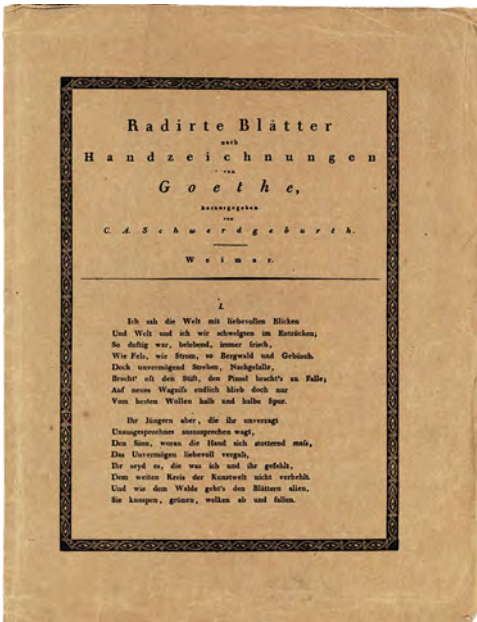 Radirte Blätter
nach
Handzeichnungen
von
Goethe,
herausgegeben
von
C. A. Schwerdgeburth.
Weimar.
I.
Ich sah die Welt mit liebevollen Blicken
Und Welt und ich wir schwelgten im Entzücken;
So duftig war, belebend, immer frisch,
Wie Fels, wie Strom, so Bergwald und Gebüsch.
Doch unvermögend Streben, Nachgelalle,
Bracht' oft den Stift, den Pinsel bracht's zu Falle;
Auf neues Wagniss endlich blieb doch nur
Vom besten Wollen halb und halbe Spur.
Ihr Jüngern aber, die ihr unverzagt
Unausgesprochnes auszusprechen wagt,
Den Sinn, woran die Hand sich stotternd mass,
Das Unvermögen liebevoll vergass,
Ihr seyd es, die was ich und ihr gefehlt,
Dem weiten Kreis der Kunstwelt nicht verhehlt.
Und wie dem Walde geht's den Blättern allen,
Sie knospen, grünen, welken ab und fallen.